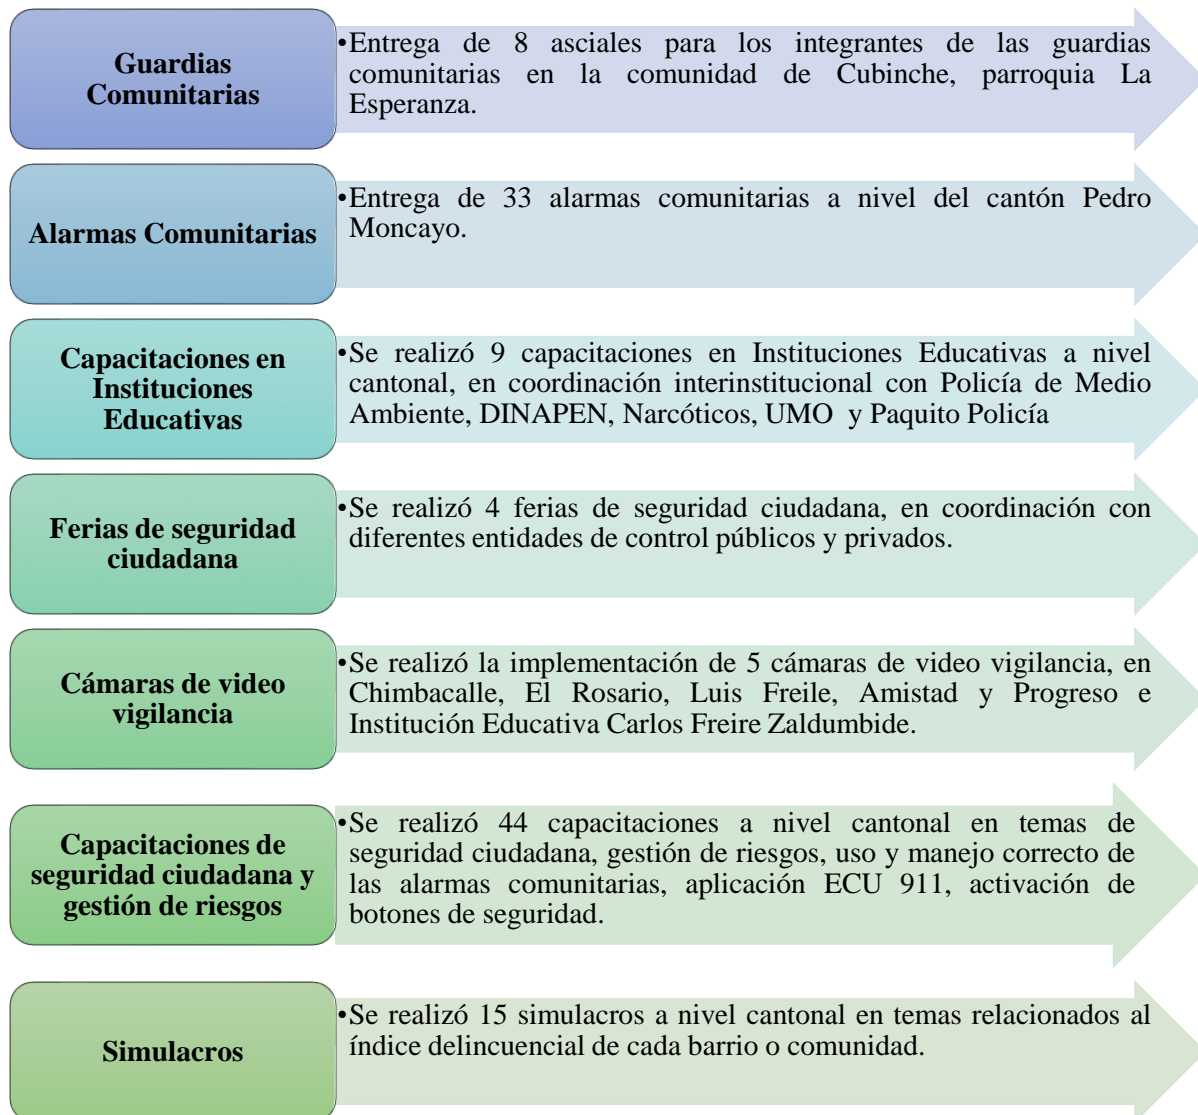 Guardias
Comunitarias
•Entrega de 8 asciales para los integrantes de las guardias
comunitarias en la comunidad de Cubinche, parroquia La
Esperanza.
Alarmas Comunitarias
•Entrega de 33 alarmas comunitarias a nivel del cantón Pedro
Moncayo.
Capacitaciones en
Instituciones
Educativas
•Se realizó 9 capacitaciones en Instituciones Educativas a nivel
cantonal, en coordinación interinstitucional con Policía de Medio
Ambiente, DINAPEN, Narcóticos, UMO y Paquito Policía
Ferias de seguridad
ciudadana
•Se realizó 4 ferias de seguridad ciudadana, en coordinación con
diferentes entidades de control públicos y privados.
Cámaras de video
vigilancia
•Se realizó la implementación de 5 cámaras de video vigilancia, en
Chimbacalle, El Rosario, Luis Freile, Amistad y Progreso e
Institución Educativa Carlos Freire Zaldumbide.
Capacitaciones de
seguridad ciudadana y
gestión de riesgos
•Se realizó 44 capacitaciones a nivel cantonal en temas de
seguridad ciudadana, gestión de riesgos, uso y manejo correcto de
las alarmas comunitarias, aplicación ECU 911, activación de
botones de seguridad.
Simulacros
•Se realizó 15 simulacros a nivel cantonal en temas relacionados al
índice delincuencial de cada barrio o comunidad.